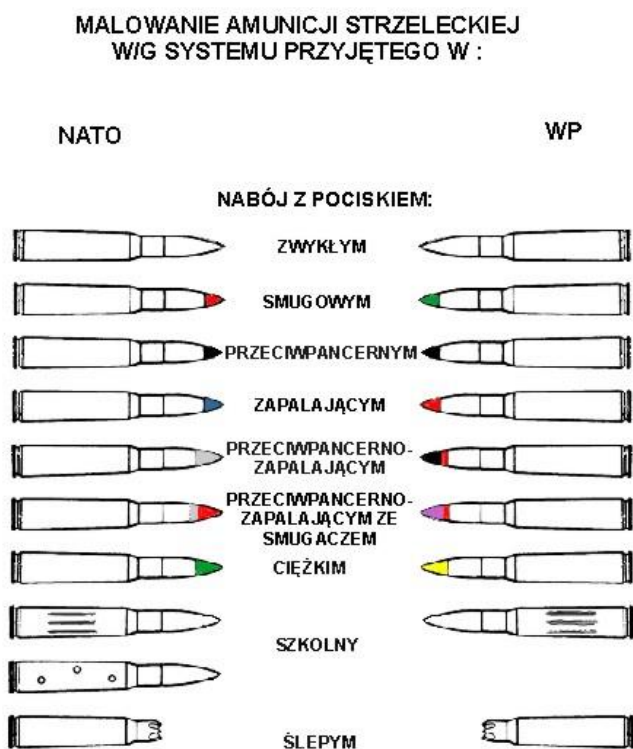 MALOWANIE AMUNICJI STRZELECKIEJ
W/G SYSTEMU PRZYJĘTEGO W :
NATO
WP
NABÓJ Z POCISKIEM:
ZWYKŁYM
SMUGOWYM
PRZECIWPANCERNYM
ZAPALAJĄCYM
PRZECIWPANCERNO-
ZAPALAJĄCYM
PRZECIWPANCERNO-
ZAPALAJĄCYM ZE
SMUGACZEM
CIĘŻKIM
SZKOLNY
ŚLEPYM